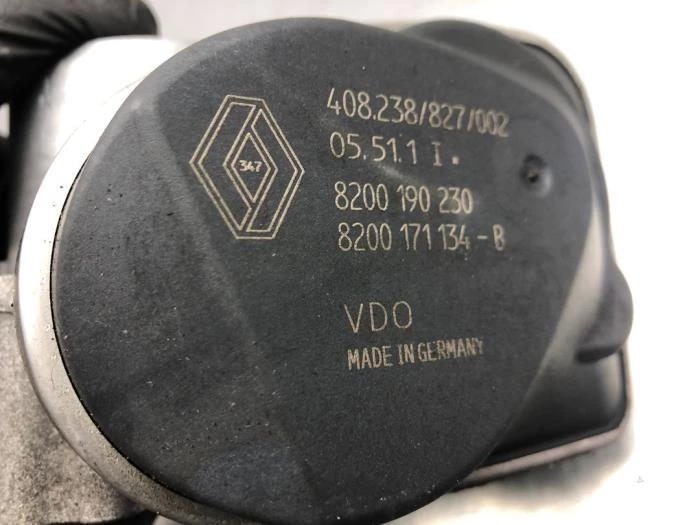 408.238/827/002
05.51.1 I.
347
8200 190 230
8200 171 134-B
VDO
MADE IN GERMANY